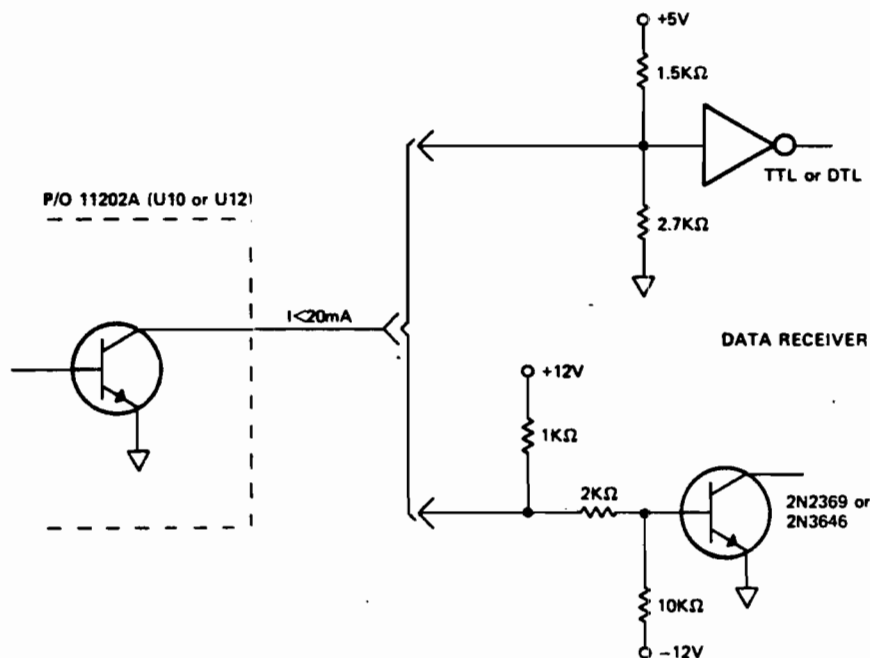 +5V
1.5KΩ
TTL or DTL
P/O 11202A (U10 or U12)
2.7KΩ
I<20mA
DATA RECEIVER
+12V
1KΩ
2KΩ
2N2369 or
2N3646
10KΩ
-12V